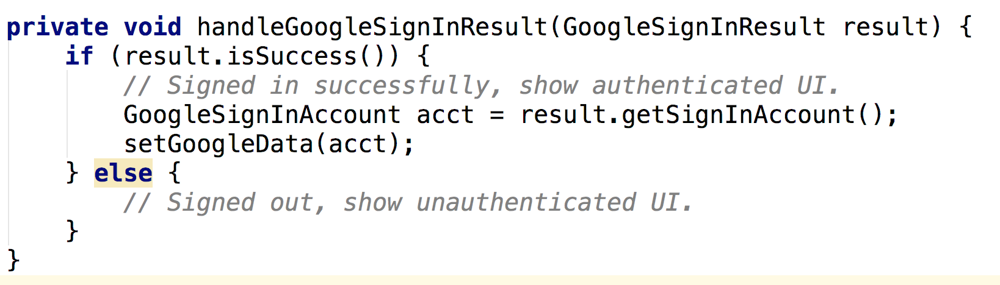 private void handleGoogleSignInResult(GoogleSignInResult result) {
    if (result.isSuccess()) {
        // Signed in successfully, show authenticated UI.
        GoogleSignInAccount acct = result.getSignInAccount();
        setGoogleData(acct);
    } else {
        // Signed out, show unauthenticated UI.
    }
}